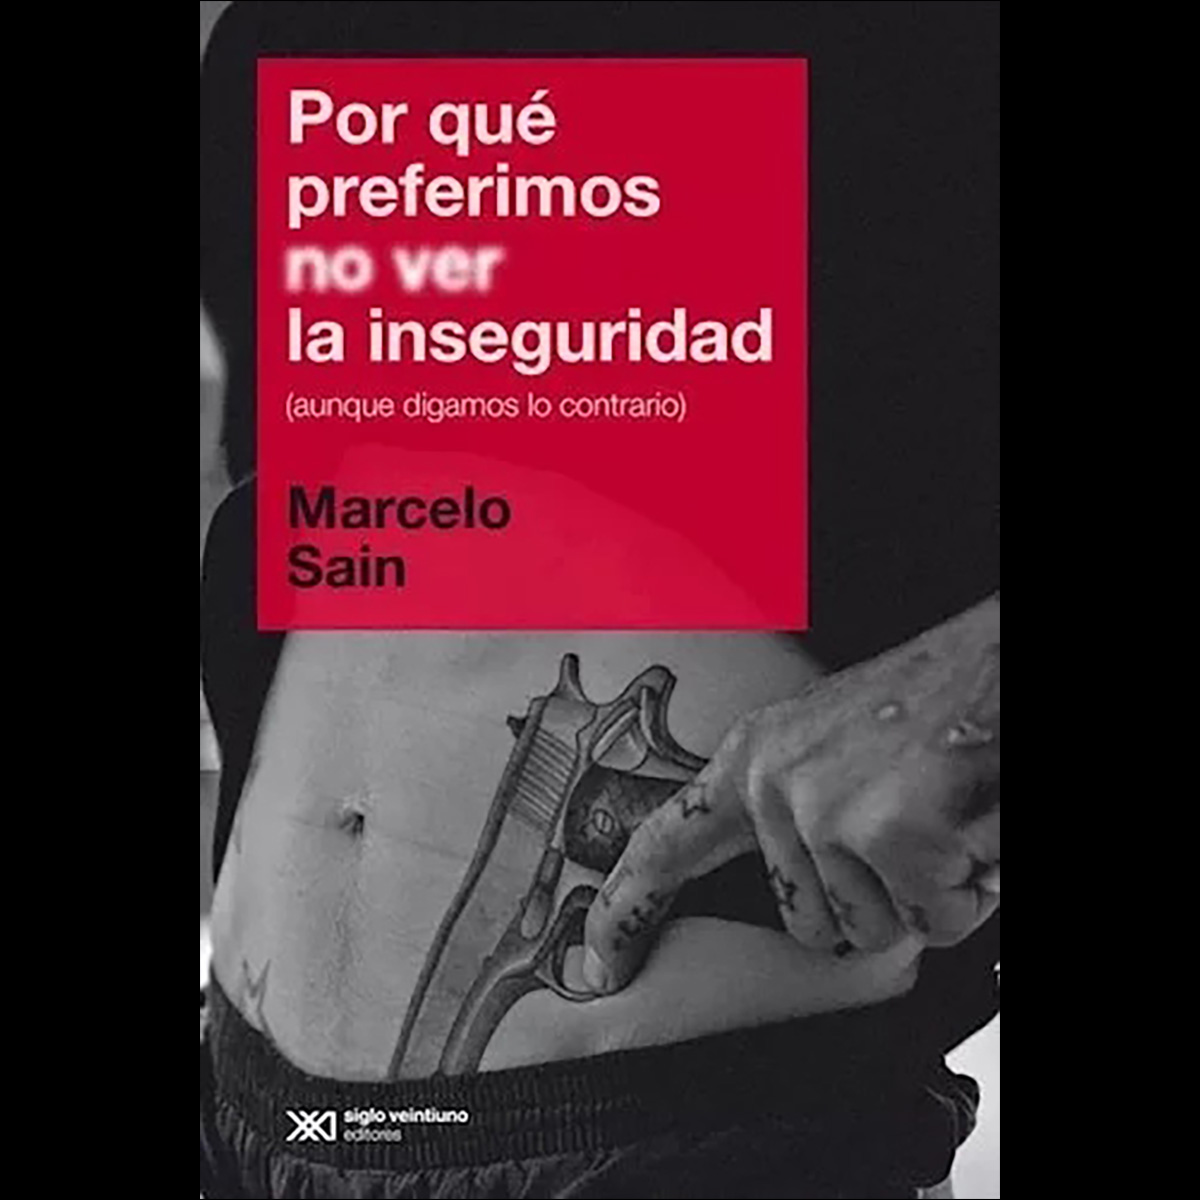 Por qué
preferimos
no ver
la inseguridad
(aunque digamos lo contrario)
Marcelo
Sain
siglo veintiuno
editores